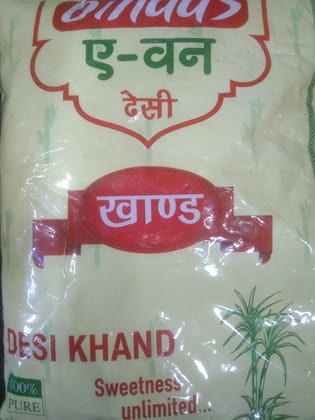 ए-वन
देसी
खाण्ड
DESI KHAND
100%
PURE
Sweetness
unlimited...